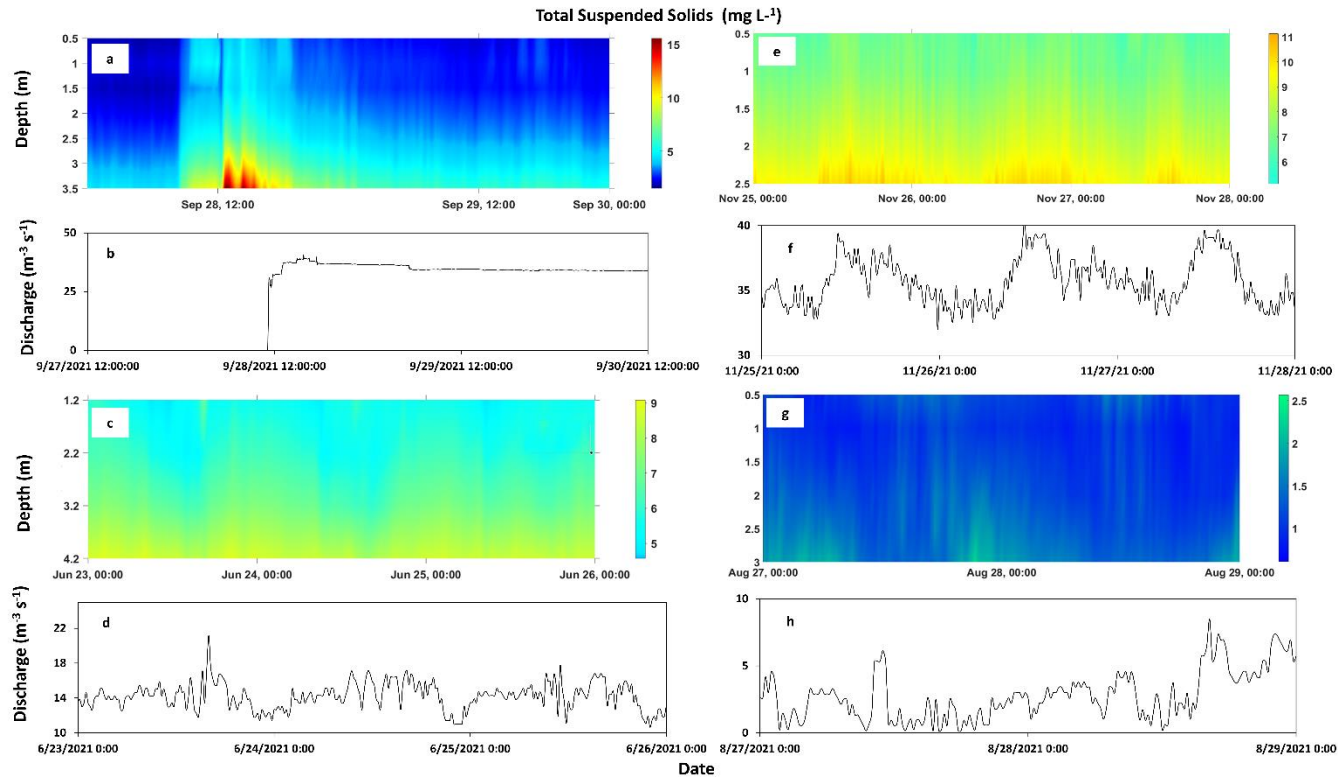 Total Suspended Solids (mg L-1)
Depth (m)
a
0.5
1
1.5
2
2.5
3
3.5
Sep 28, 12:00
Sep 29, 12:00
Sep 30, 00:00
15
10
5
e
0.5
1
1.5
2
2.5
Nov 25, 00:00
Nov 26, 00:00
Nov 27, 00:00
Nov 28, 00:00
11
10
9
8
7
6
Discharge (m-3 s-1)
b
50
25
0
9/27/2021 12:00:00
9/28/2021 12:00:00
9/29/2021 12:00:00
9/30/2021 12:00:00
f
40
35
30
11/25/21 0:00
11/26/21 0:00
11/27/21 0:00
11/28/21 0:00
Depth (m)
c
1.2
2.2
3.2
4.2
Jun 23, 00:00
Jun 24, 00:00
Jun 25, 00:00
Jun 26, 00:00
9
8
7
6
5
g
0.5
1
1.5
2
2.5
3
Aug 27, 00:00
Aug 28, 00:00
Aug 29, 00:00
2.5
2
1.5
1
Discharge (m-3 s-1)
d
22
18
14
10
6/23/2021 0:00
6/24/2021 0:00
6/25/2021 0:00
6/26/2021 0:00
h
10
5
0
8/27/2021 0:00
8/28/2021 0:00
8/29/2021 0:00
Date